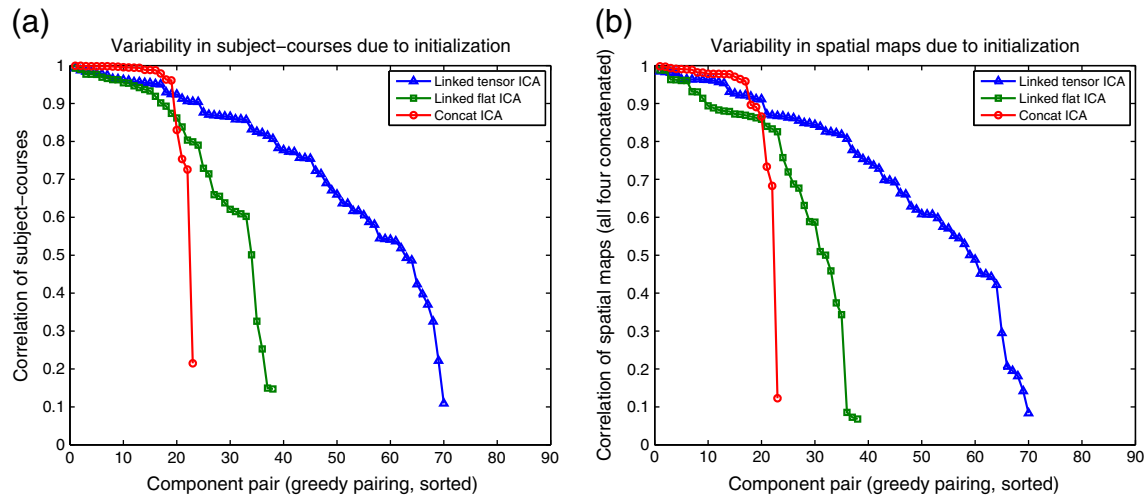 (a)
Variability in subject−courses due to initialization
Linked tensor ICA
Linked flat ICA
Concat ICA
Correlation of subject−courses
1
0.9
0.8
0.7
0.6
0.5
0.4
0.3
0.2
0.1
0
0 10 20 30 40 50 60 70 80 90
Component pair (greedy pairing, sorted)
(b)
Variability in spatial maps due to initialization
Linked tensor ICA
Linked flat ICA
Concat ICA
Correlation of spatial maps (all four concatenated)
1
0.9
0.8
0.7
0.6
0.5
0.4
0.3
0.2
0.1
0
0 10 20 30 40 50 60 70 80 90
Component pair (greedy pairing, sorted)